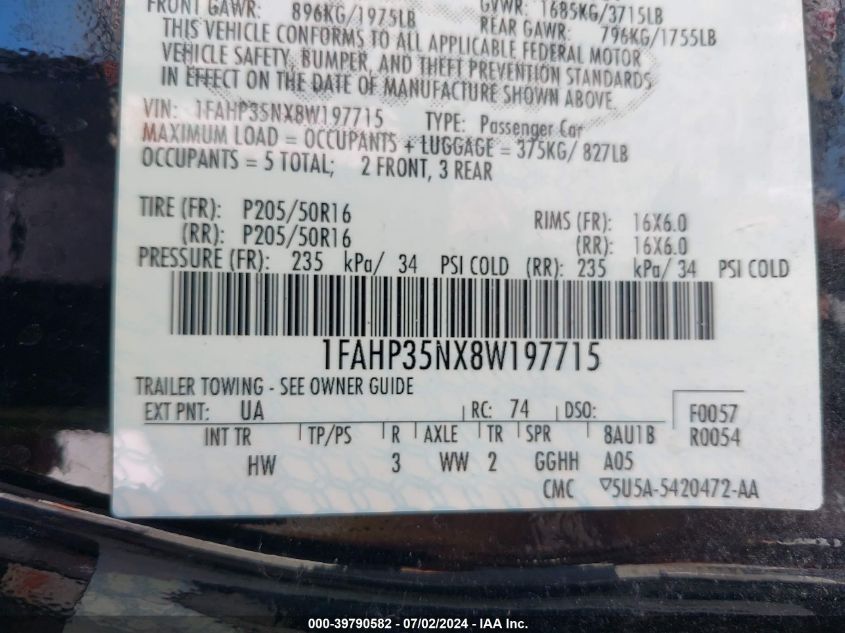 FRONT GAWR: 896KG/1975LB GVWR: 1685KG/3715LB
REAR GAWR: 796KG/1755LB
THIS VEHICLE CONFORMS TO ALL APPLICABLE FEDERAL MOTOR
VEHICLE SAFETY, BUMPER, AND THEFT PREVENTION STANDARDS
IN EFFECT ON THE DATE OF MANUFACTURE SHOWN ABOVE.
VIN: 1FAHP35NX8W197715 TYPE: Passenger Car
MAXIMUM LOAD = OCCUPANTS + LUGGAGE = 375KG/ 827LB
OCCUPANTS = 5 TOTAL; 2 FRONT, 3 REAR
TIRE (FR): P205/50R16 RIMS (FR): 16X6.0
(RR): P205/50R16 (RR): 16X6.0
PRESSURE (FR): 235 kPa/ 34 PSI COLD (RR): 235 kPa/ 34 PSI COLD
1FAHP35NX8W197715
TRAILER TOWING - SEE OWNER GUIDE
EXT PNT: UA RC: 74 DSO: F0057
INT TR TP/PS R AXLE TR SPR 8AU1B R0054
HW 3 WW 2 GGHH A05
CMC 5U5A-5420472-AA
000-39790582 - 07/02/2024 - IAA Inc.